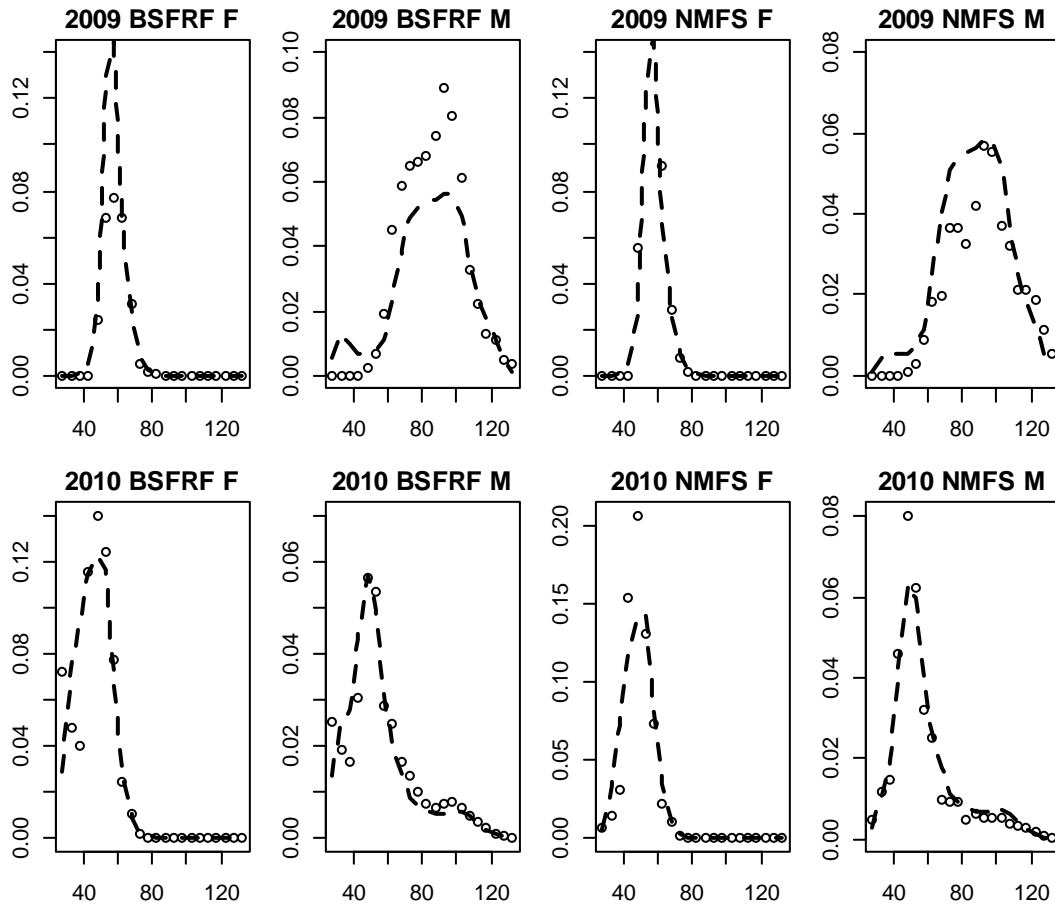 2009 BSFRF F
2009 BSFRF M
2009 NMFS F
2009 NMFS M
0.00 0.04 0.08 0.12
0.00 0.02 0.04 0.06 0.08 0.10
0.00 0.04 0.08 0.12
0.00 0.02 0.04 0.06 0.08
40 80 120
40 80 120
40 80 120
40 80 120
2010 BSFRF F
2010 BSFRF M
2010 NMFS F
2010 NMFS M
0.00 0.04 0.08 0.12
0.00 0.02 0.04 0.06
0.00 0.05 0.10 0.15 0.20
0.00 0.02 0.04 0.06 0.08
40 80 120
40 80 120
40 80 120
40 80 120